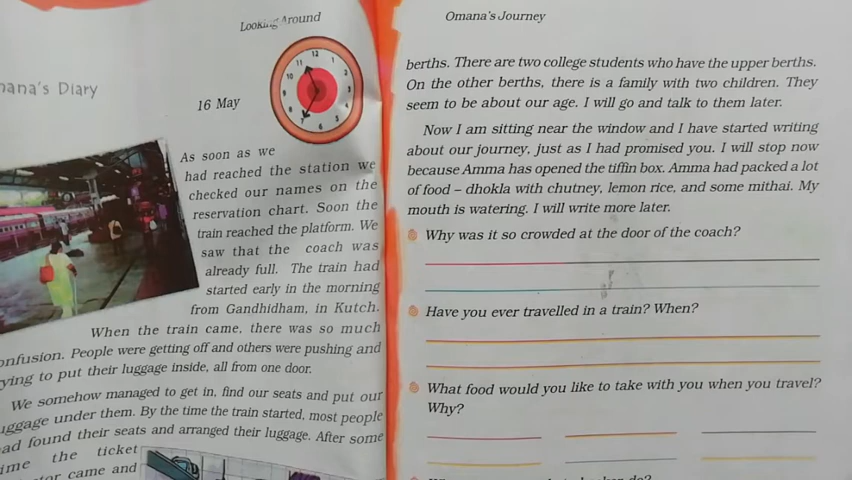 Looking Around
nana's Diary
16 May
12
1
2
3
6
7
8
9
10
11
As soon as we
had reached the station we
checked our names on the
reservation chart. Soon the
train reached the platform. We
saw that the coach was
already full. The train had
started early in the morning
from Gandhidham, in Kutch.
When the train came, there was so much
onfusion. People were getting off and others were pushing and
ying to put their luggage inside, all from one door.
We somehow managed to get in, find our seats and put our
uggage under them. By the time the train started, most people
ad found their seats and arranged their luggage. After some
ime the ticket
tor came and
Omana's Journey
berths. There are two college students who have the upper berths.
On the other berths, there is a family with two children. They
seem to be about our age. I will go and talk to them later.
Now I am sitting near the window and I have started writing
about our journey, just as I had promised you. I will stop now
because Amma has opened the tiffin box. Amma had packed a lot
of food – dhokla with chutney, lemon rice, and some mithai. My
mouth is watering. I will write more later.
Why was it so crowded at the door of the coach?
Have you ever travelled in a train? When?
What food would you like to take with you when you travel?
Why?